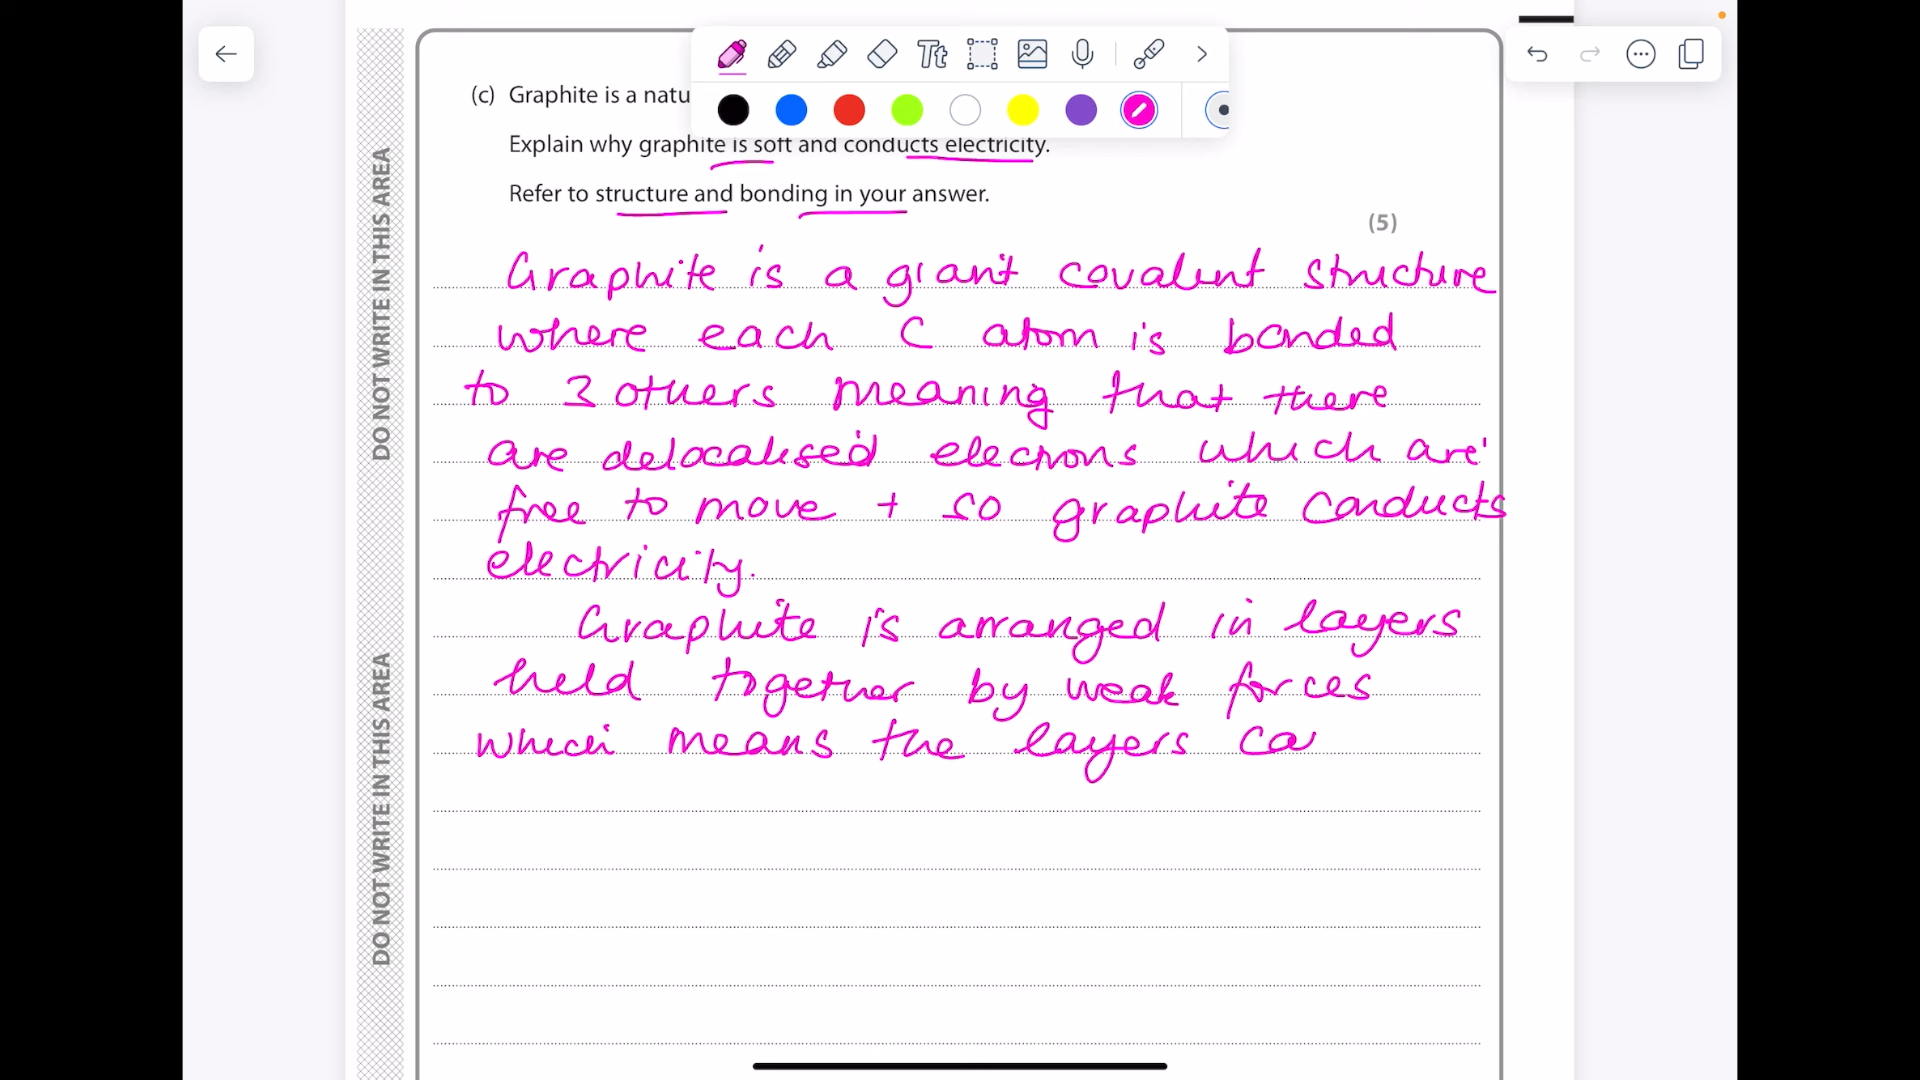 (c) Graphite is a natu
Explain why graphite is soft and conducts electricity.
Refer to structure and bonding in your answer.
(5)
Graphite is a giant covalent structure
where each C atom is bonded
to 3 others meaning that there
are delocalised elecrons which are
free to move + so graphite conducts
electricity.
Graphite is arranged in layers
held together by weak forces
which means the layers ca
DO NOT WRITE IN THIS AREA
DO NOT WRITE IN THIS AREA
Tt